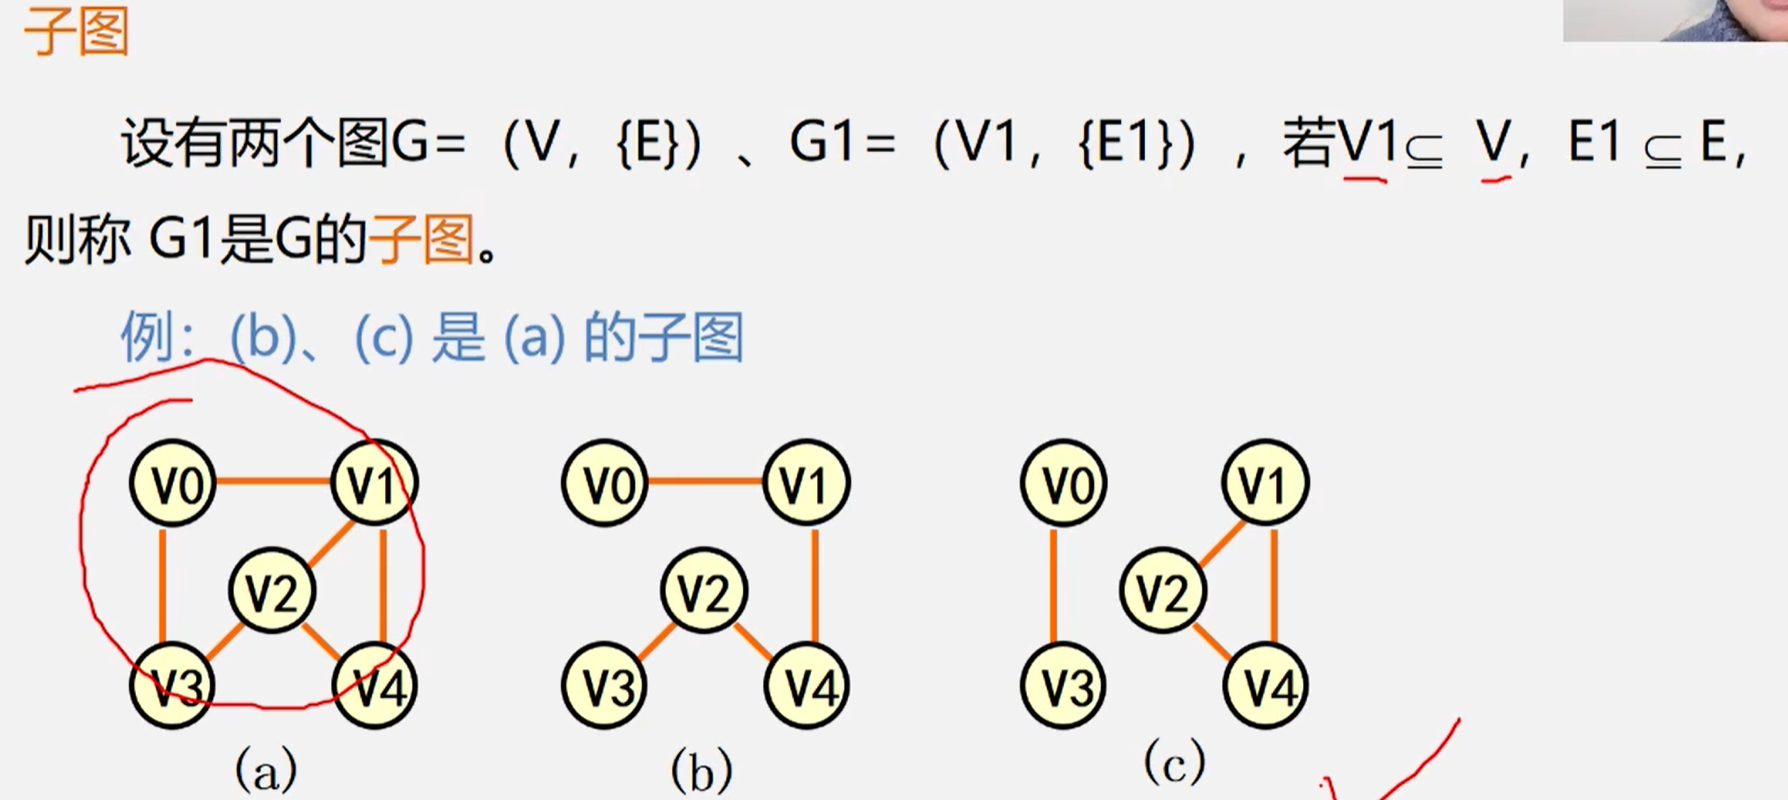 子图
设有两个图G=（V，{E}）、G1=（V1，{E1}），若V1⊆ V，E1 ⊆ E，
则称 G1是G的子图。
例：(b)、(c) 是 (a) 的子图
V0 V1 V0 V1 V0 V1
V2 V2 V2
V3 V4 V3 V4 V3 V4
(a) (b) (c)